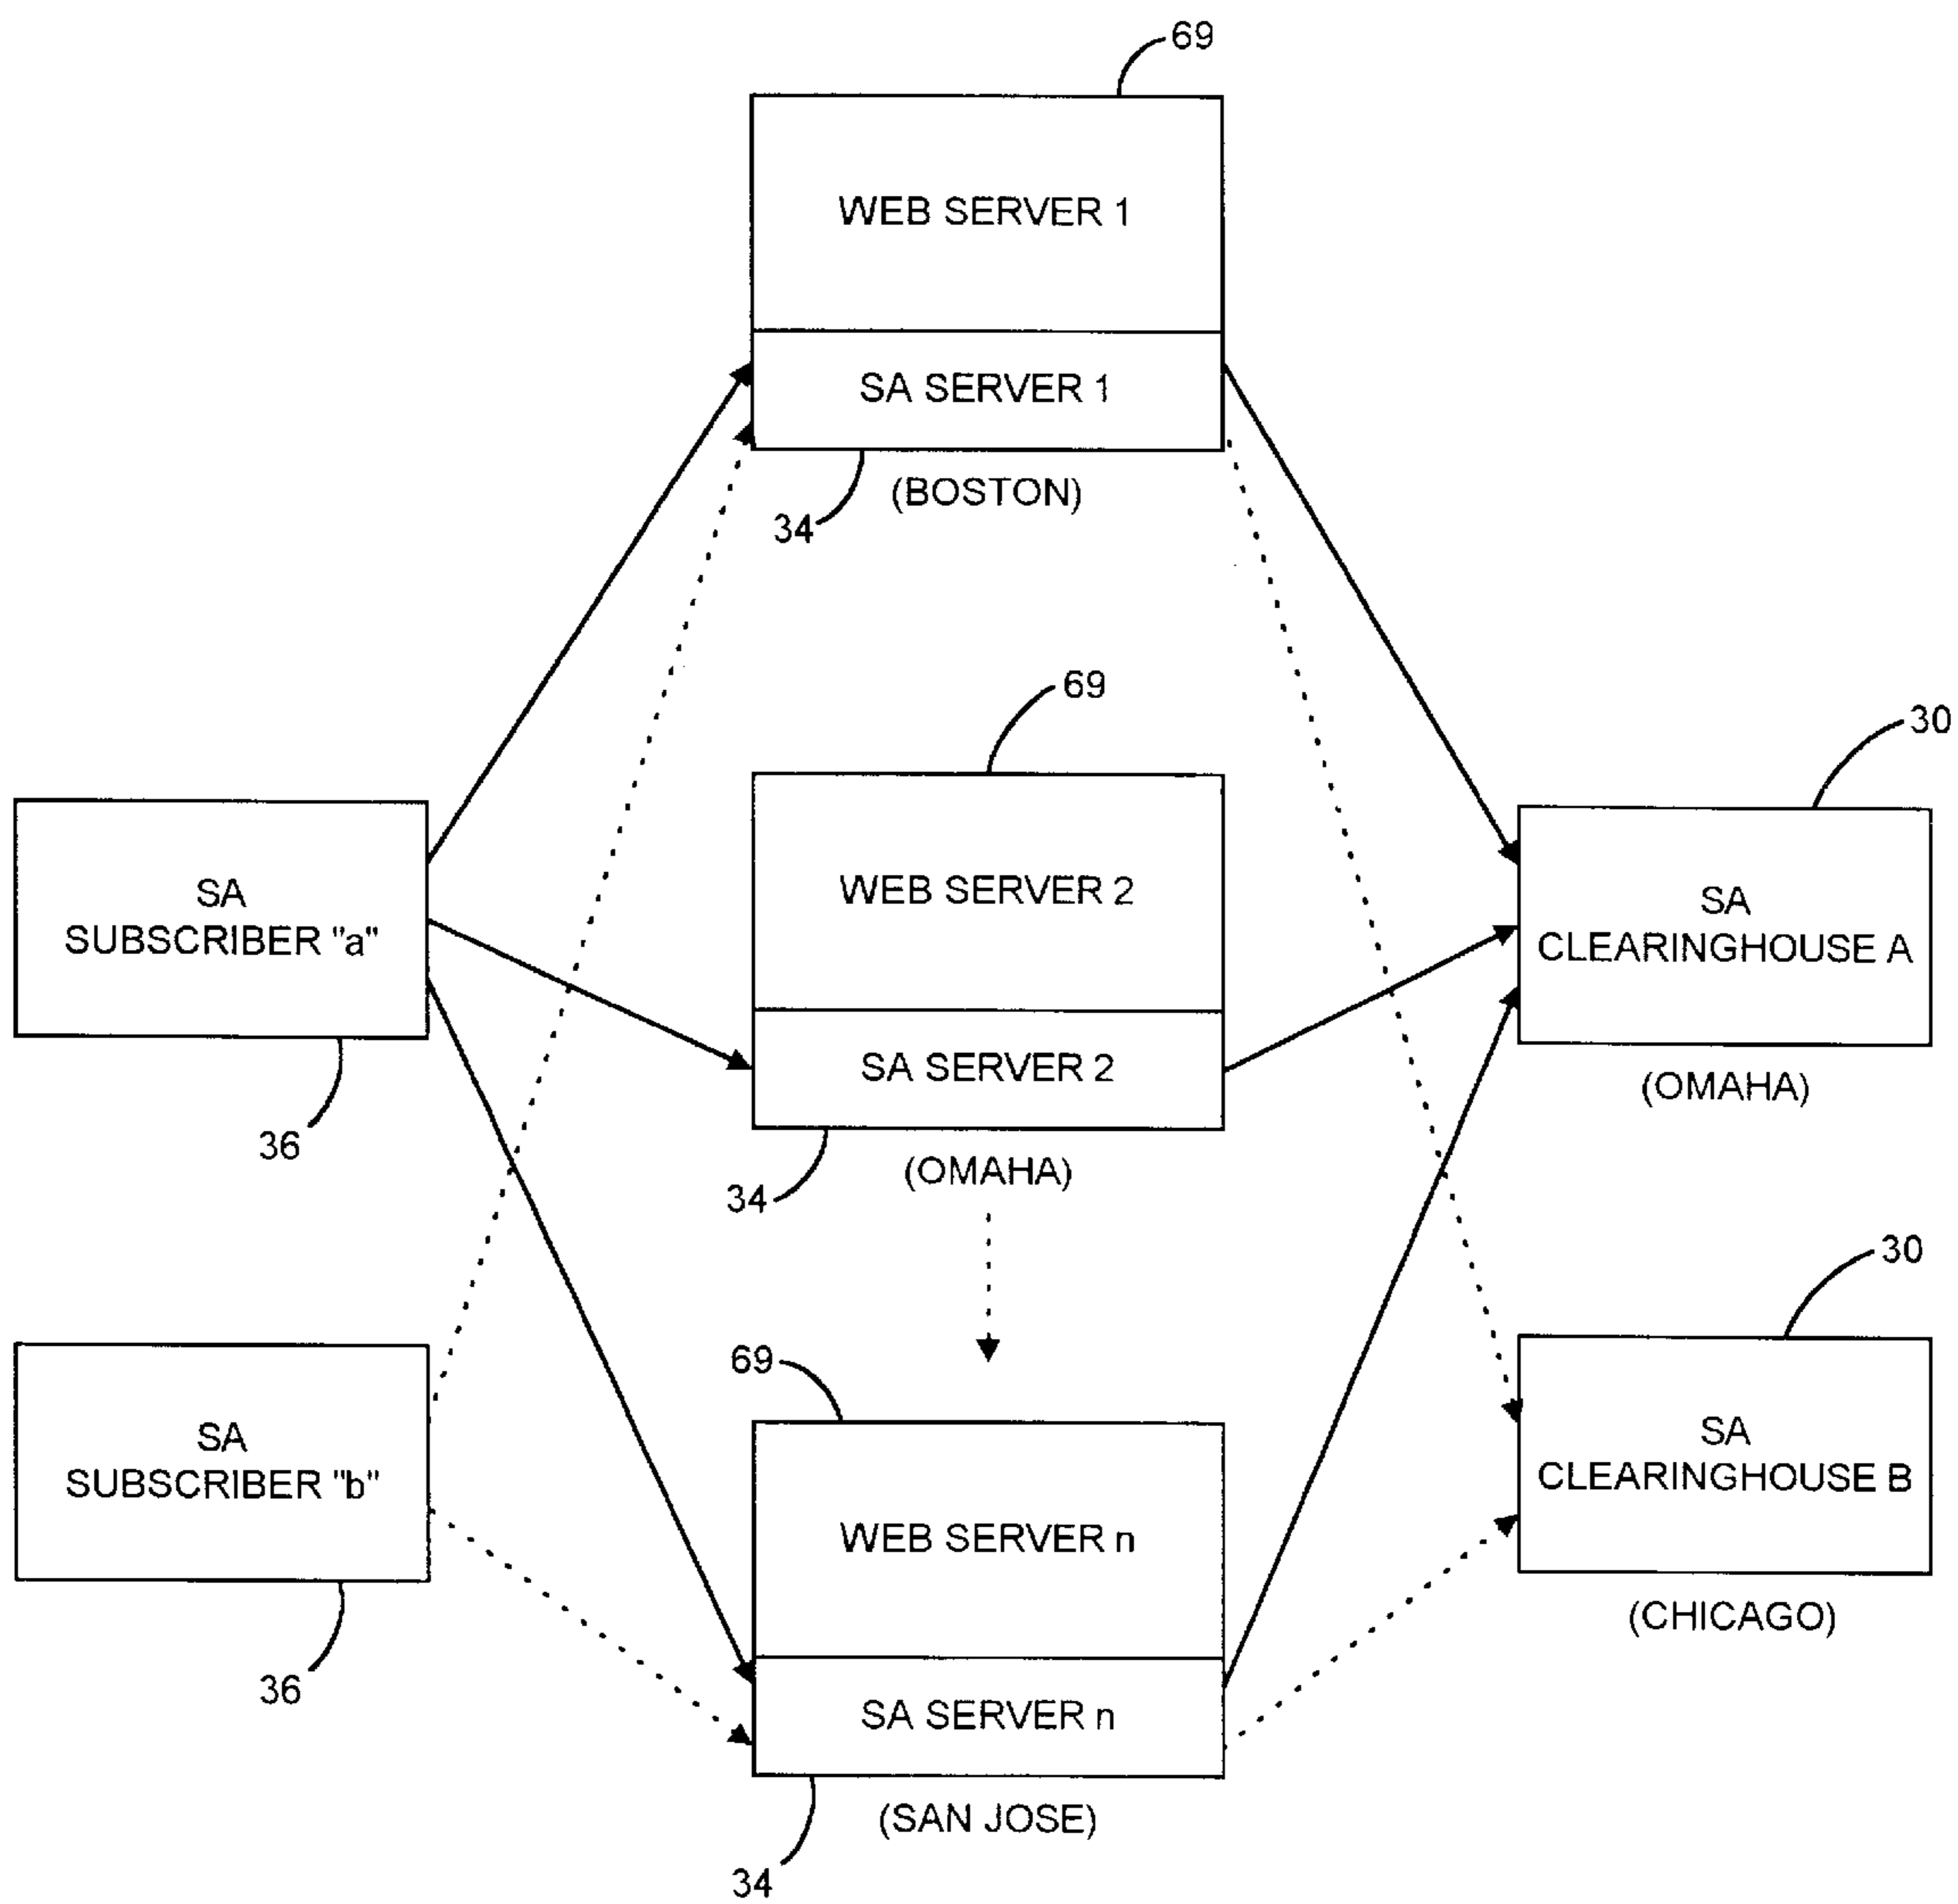 69
WEB SERVER 1
SA SERVER 1
(BOSTON)
34
69
30
SA
SUBSCRIBER "a"
WEB SERVER 2
SA
CLEARINGHOUSE A
SA SERVER 2
(OMAHA)
36
(OMAHA)
34
30
69
SA
SUBSCRIBER "b"
SA
CLEARINGHOUSE B
WEB SERVER n
(CHICAGO)
36
SA SERVER n
(SAN JOSE)
34